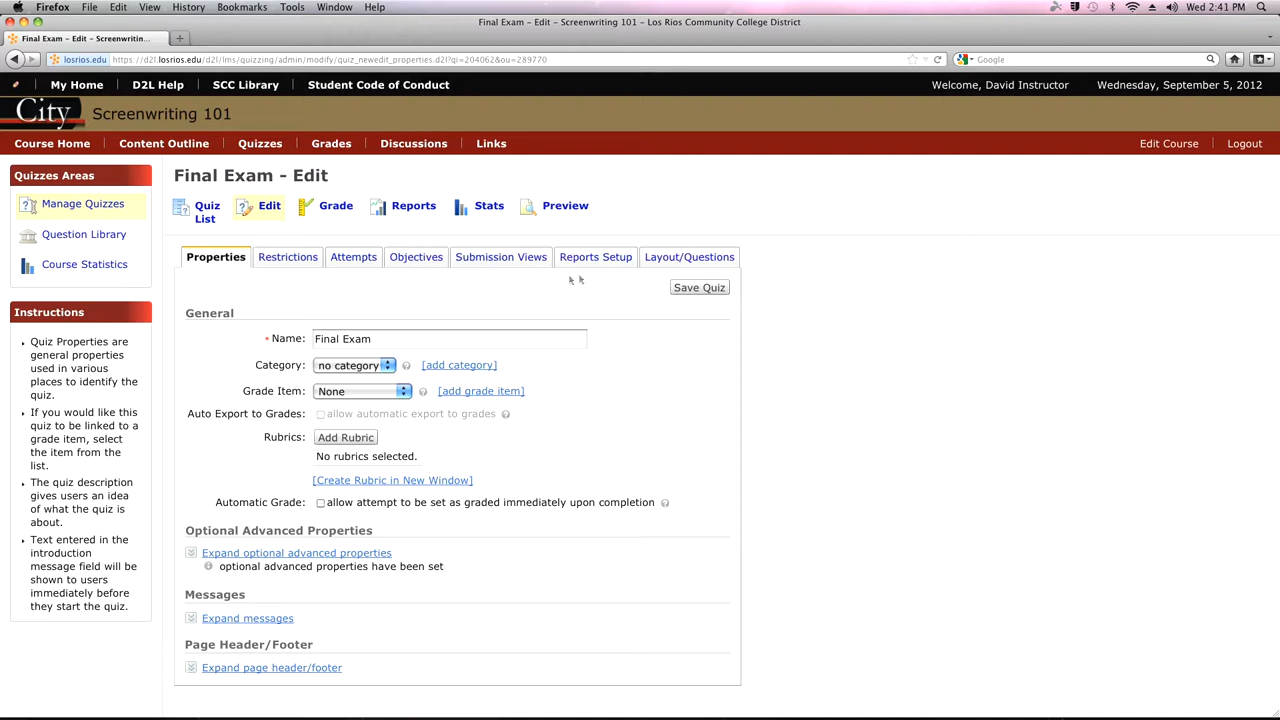 Firefox File Edit View History Bookmarks Tools Window Help Wed 2:41 PM
Final Exam - Edit - Screenwriting 101 - Los Rios Community College District
Final Exam – Edit – Screenwritin... +
losrios.edu https://d2l.losrios.edu/d2l/lms/quizzing/admin/modify/quiz_newedit_properties.d2l?qi=204062&ou=289770 Google
My Home D2L Help SCC Library Student Code of Conduct Welcome, David Instructor Wednesday, September 5, 2012
City Screenwriting 101
Course Home Content Outline Quizzes Grades Discussions Links Edit Course Logout
Quizzes Areas
Manage Quizzes
Question Library
Course Statistics
Instructions
Quiz Properties are
general properties
used in various
places to identify the
quiz.
If you would like this
quiz to be linked to a
grade item, select
the item from the
list.
The quiz description
gives users an idea
of what the quiz is
about.
Text entered in the
introduction
message field will be
shown to users
immediately before
they start the quiz.
Final Exam - Edit
Quiz List Edit Grade Reports Stats Preview
Properties Restrictions Attempts Objectives Submission Views Reports Setup Layout/Questions
Save Quiz
General
* Name: Final Exam
Category: no category [add category]
Grade Item: None [add grade item]
Auto Export to Grades: allow automatic export to grades
Rubrics: Add Rubric
No rubrics selected.
[Create Rubric in New Window]
Automatic Grade: allow attempt to be set as graded immediately upon completion
Optional Advanced Properties
Expand optional advanced properties
optional advanced properties have been set
Messages
Expand messages
Page Header/Footer
Expand page header/footer